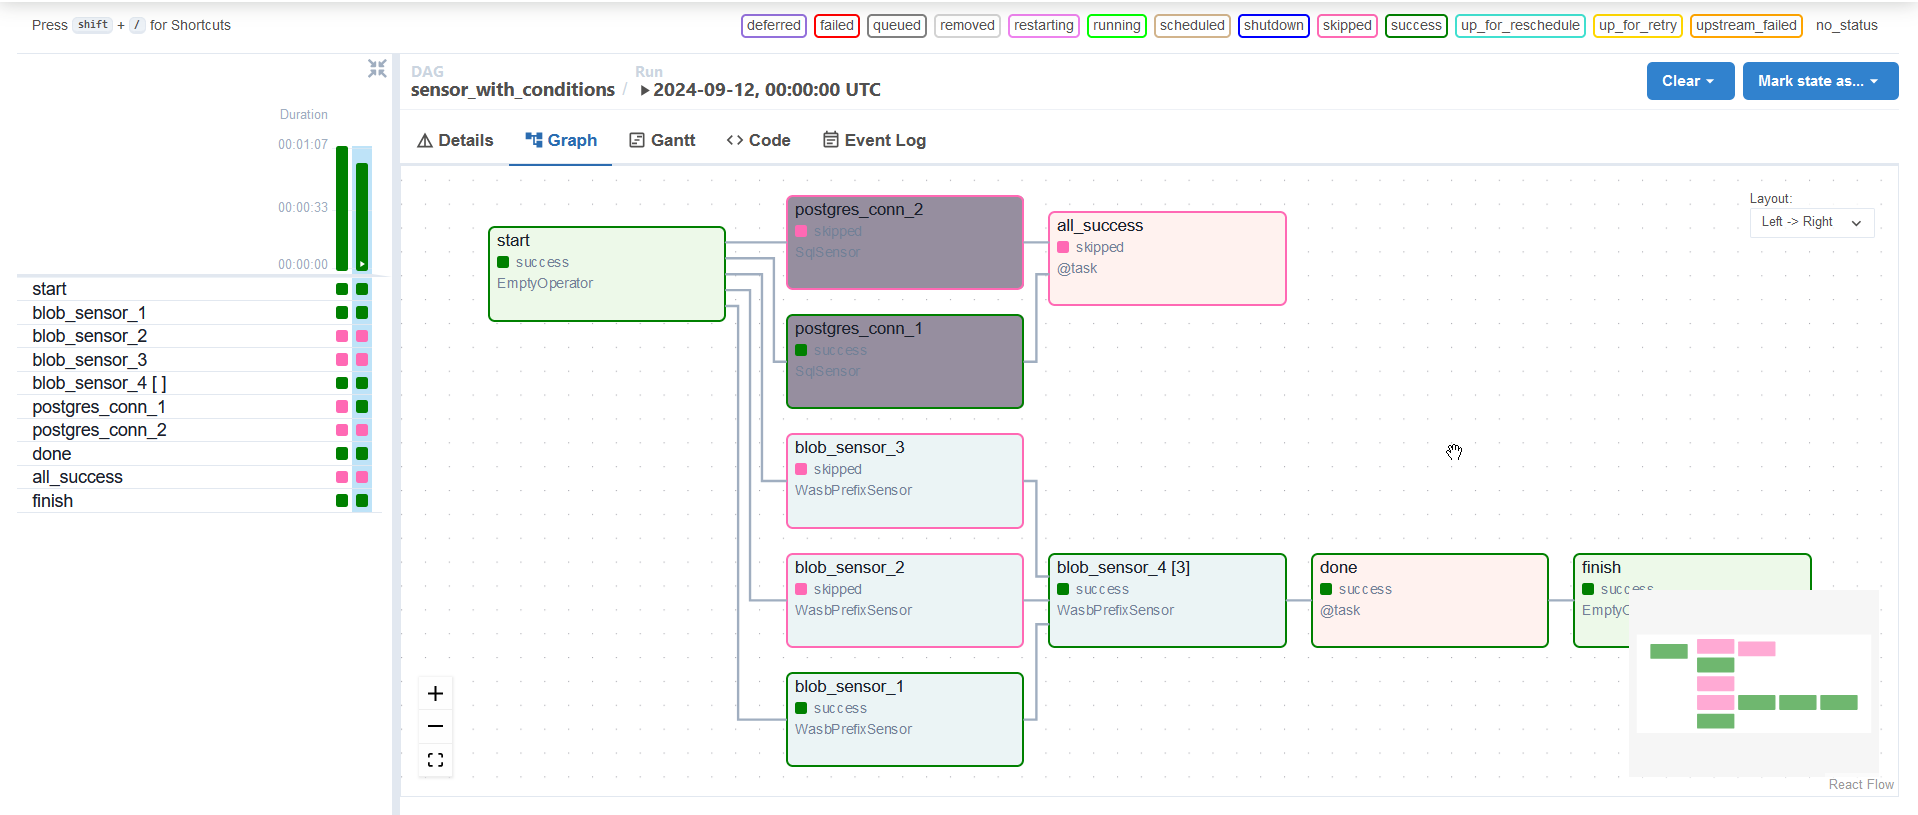 Press shift + / for Shortcuts
deferred failed queued removed restarting running scheduled shutdown skipped success up_for_reschedule up_for_retry upstream_failed no_status
DAG
sensor_with_conditions /
Run
2024-09-12, 00:00:00 UTC
Clear
Mark state as...
Details Graph Gantt Code Event Log
Duration
00:01:07
00:00:33
00:00:00
start
blob_sensor_1
blob_sensor_2
blob_sensor_3
blob_sensor_4 [ ]
postgres_conn_1
postgres_conn_2
done
all_success
finish
Layout:
Left -> Right
start
success
EmptyOperator
postgres_conn_2
skipped
SqlSensor
all_success
skipped
@task
postgres_conn_1
success
SqlSensor
blob_sensor_3
skipped
WasbPrefixSensor
blob_sensor_2
skipped
WasbPrefixSensor
blob_sensor_4 [3]
success
WasbPrefixSensor
done
success
@task
finish
success
blob_sensor_1
success
WasbPrefixSensor
React Flow